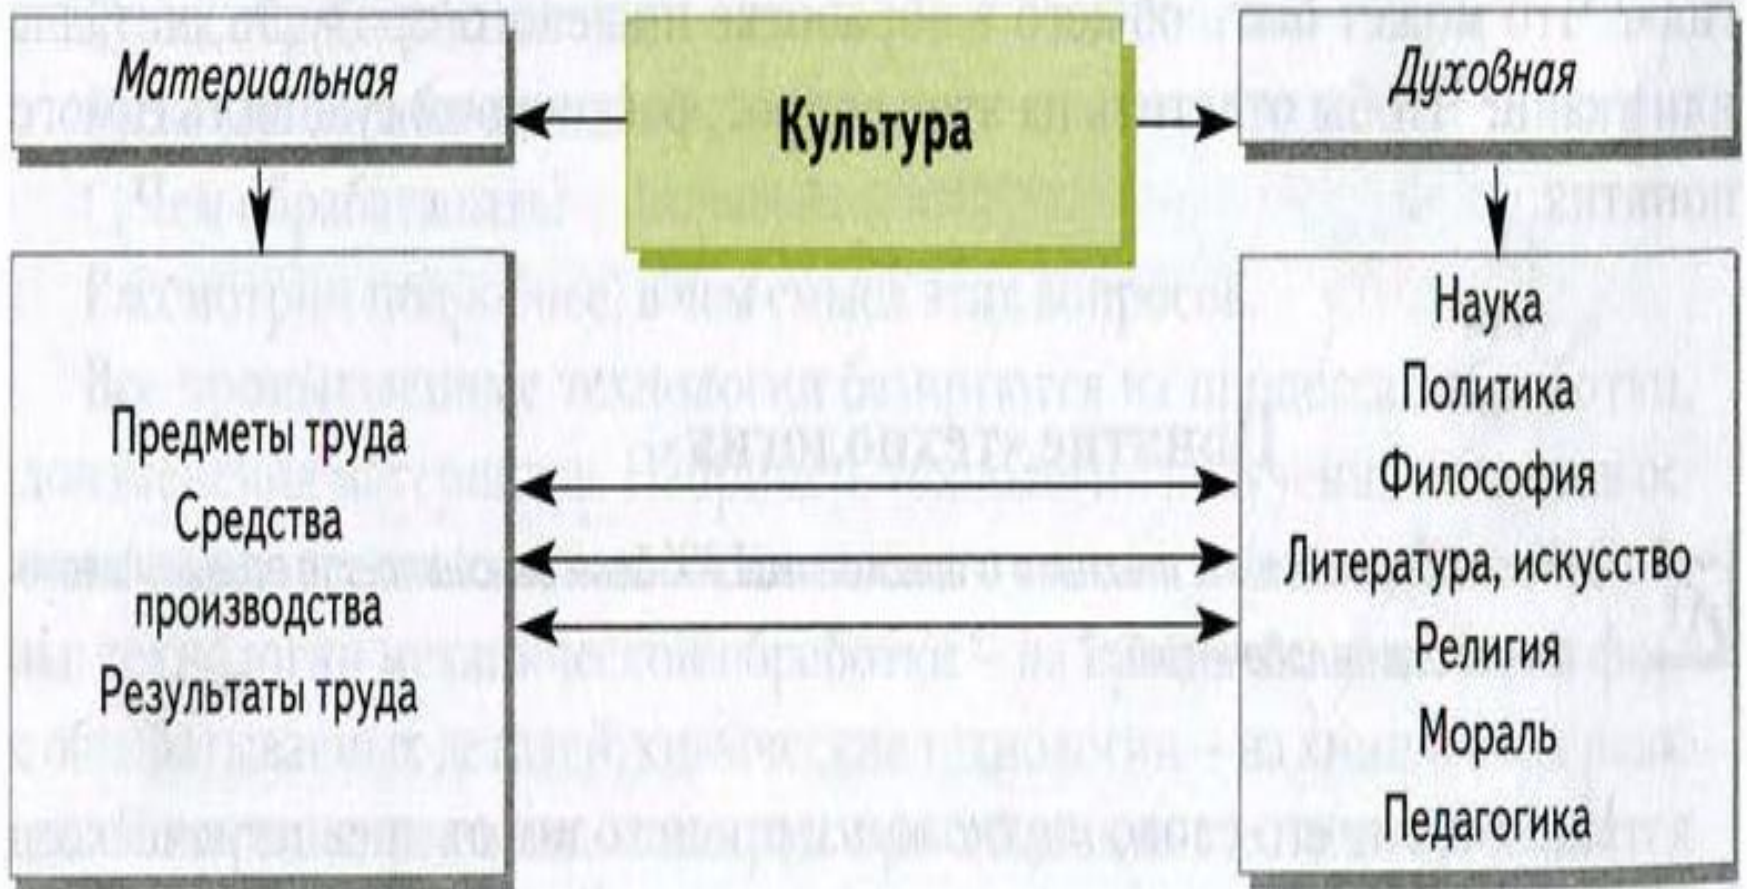 Материальная
Культура
Духовная
Предметы труда
Средства
производства
Результаты труда
Наука
Политика
Философия
Литература, искусство
Религия
Мораль
Педагогика